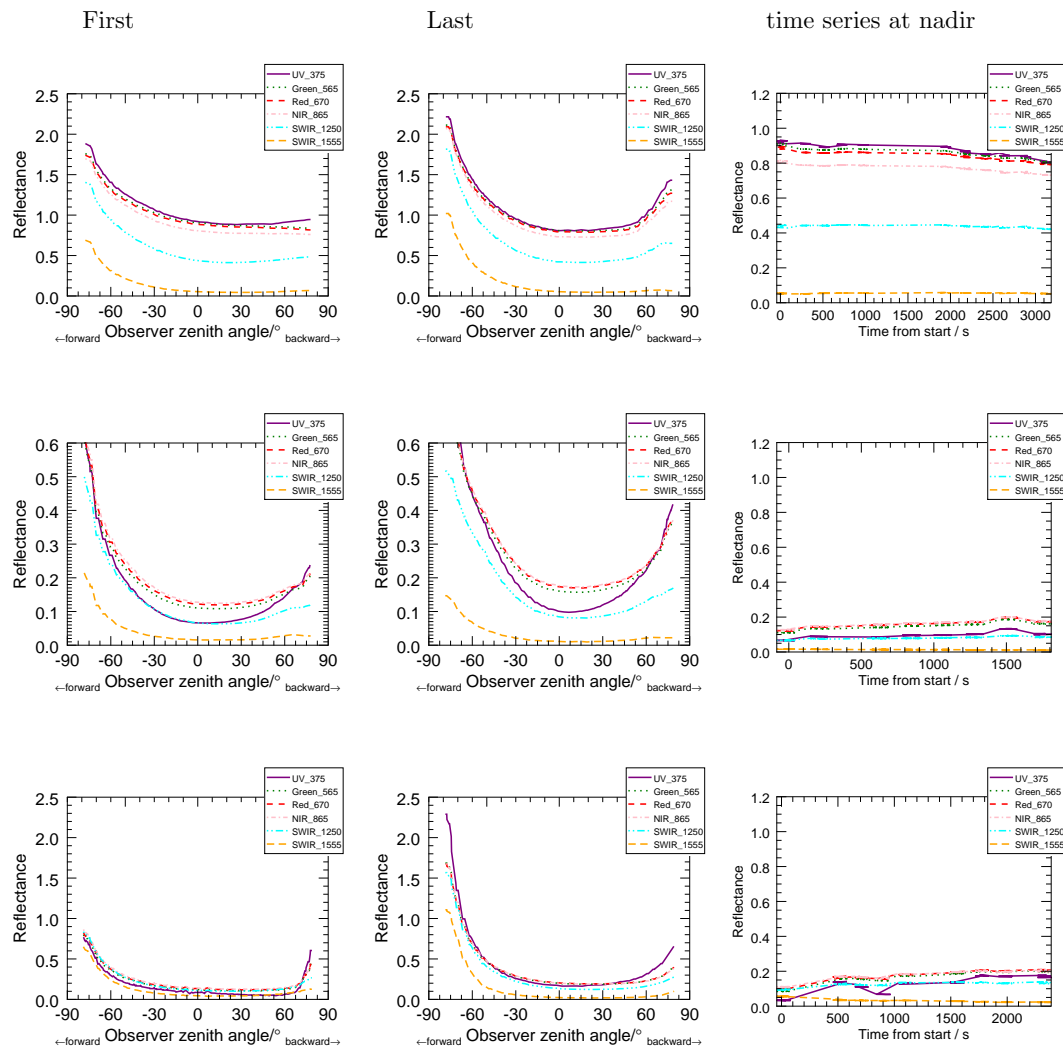 First Last time series at nadir
UV_375
Green_565
Red_670
NIR_865
SWIR_1250
SWIR_1555
2.5
2.0
1.5
1.0
0.5
0.0
Reflectance
-90 -60 -30 0 30 60 90
Observer zenith angle/°
←forward backward→
UV_375
Green_565
Red_670
NIR_865
SWIR_1250
SWIR_1555
2.5
2.0
1.5
1.0
0.5
0.0
Reflectance
-90 -60 -30 0 30 60 90
Observer zenith angle/°
←forward backward→
UV_375
Green_565
Red_670
NIR_865
SWIR_1250
SWIR_1555
1.2
1.0
0.8
0.6
0.4
0.2
0.0
Reflectance
0 500 1000 1500 2000 2500 3000
Time from start / s
UV_375
Green_565
Red_670
NIR_865
SWIR_1250
SWIR_1555
0.6
0.5
0.4
0.3
0.2
0.1
0.0
Reflectance
-90 -60 -30 0 30 60 90
Observer zenith angle/°
←forward backward→
UV_375
Green_565
Red_670
NIR_865
SWIR_1250
SWIR_1555
0.6
0.5
0.4
0.3
0.2
0.1
0.0
Reflectance
-90 -60 -30 0 30 60 90
Observer zenith angle/°
←forward backward→
UV_375
Green_565
Red_670
NIR_865
SWIR_1250
SWIR_1555
1.2
1.0
0.8
0.6
0.4
0.2
0.0
Reflectance
0 500 1000 1500
Time from start / s
UV_375
Green_565
Red_670
NIR_865
SWIR_1250
SWIR_1555
2.5
2.0
1.5
1.0
0.5
0.0
Reflectance
-90 -60 -30 0 30 60 90
Observer zenith angle/°
←forward backward→
UV_375
Green_565
Red_670
NIR_865
SWIR_1250
SWIR_1555
2.5
2.0
1.5
1.0
0.5
0.0
Reflectance
-90 -60 -30 0 30 60 90
Observer zenith angle/°
←forward backward→
UV_375
Green_565
Red_670
NIR_865
SWIR_1250
SWIR_1555
1.2
1.0
0.8
0.6
0.4
0.2
0.0
Reflectance
0 500 1000 1500 2000
Time from start / s